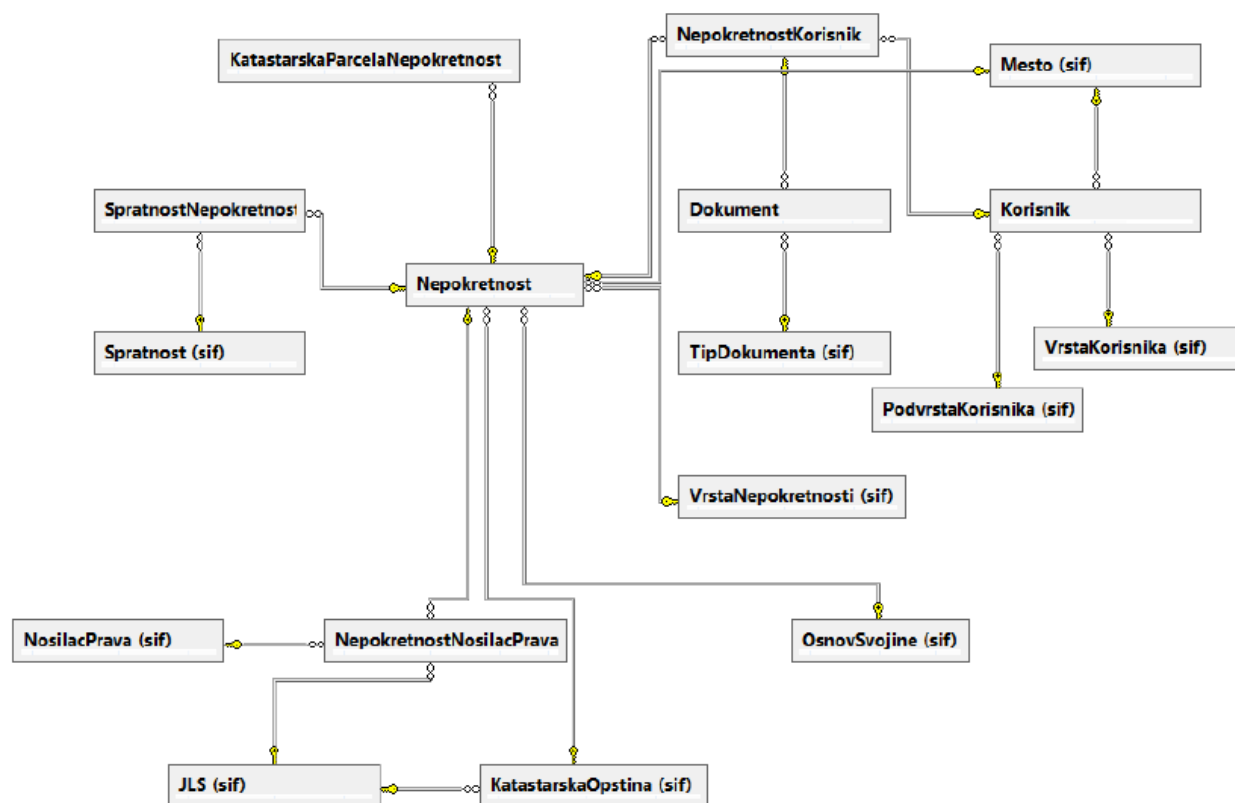 NepokretnostKorisnik
KatastarskaParcelaNepokretnost
Mesto (sif)
SpratnostNepokretnost
Dokument
Korisnik
Nepokretnost
Spratnost (sif)
TipDokumenta (sif)
VrstaKorisnika (sif)
PodvrstaKorisnika (sif)
VrstaNepokretnosti (sif)
NosilacPrava (sif)
NepokretnostNosilacPrava
OsnovSvojine (sif)
JLS (sif)
KatastarskaOpstina (sif)